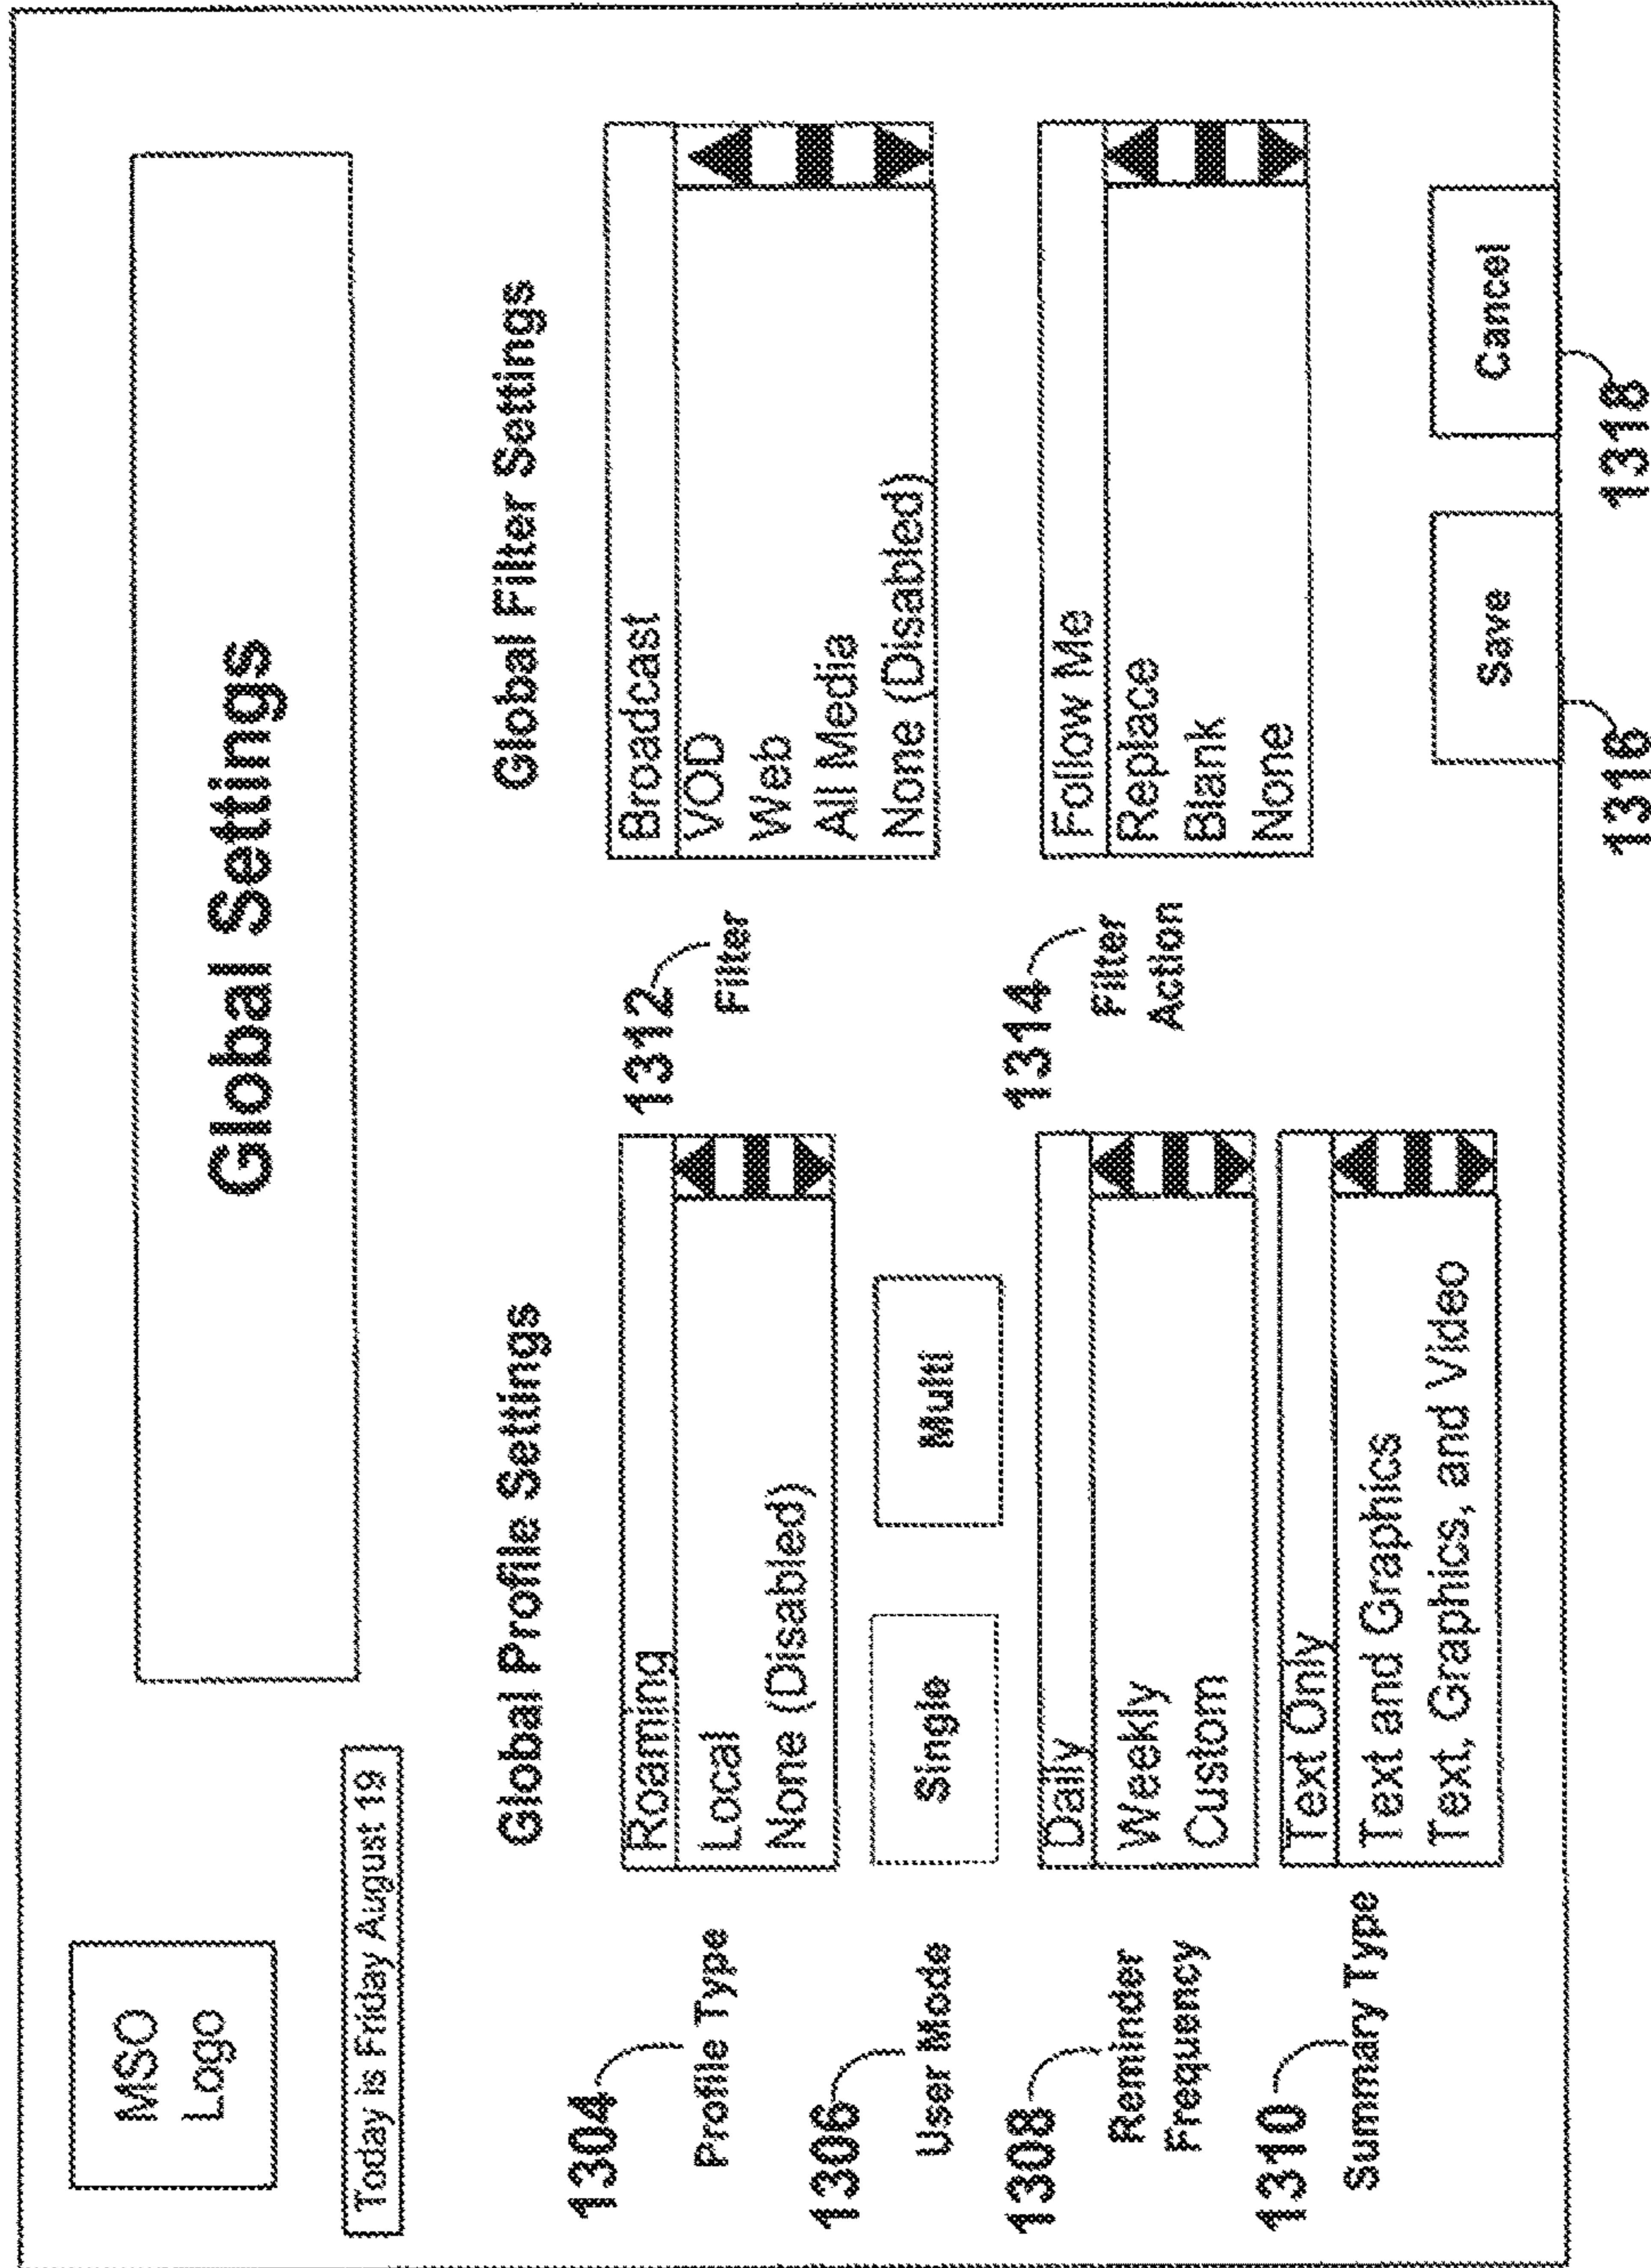 MSO
Logo
Global Settings
Today is Friday August 19
Global Profile Settings
1304
Profile Type
Roaming
Local
None (Disabled)
1306
User Mode
Single
Multi
1308
Reminder
Frequency
Daily
Weekly
Custom
1310
Summary Type
Text Only
Text and Graphics
Text, Graphics, and Video
Global Filter Settings
1312
Filter
Broadcast
VOD
Web
All Media
None (Disabled)
1314
Filter
Action
Follow Me
Replace
Blank
None
Save
Cancel
1316
1318